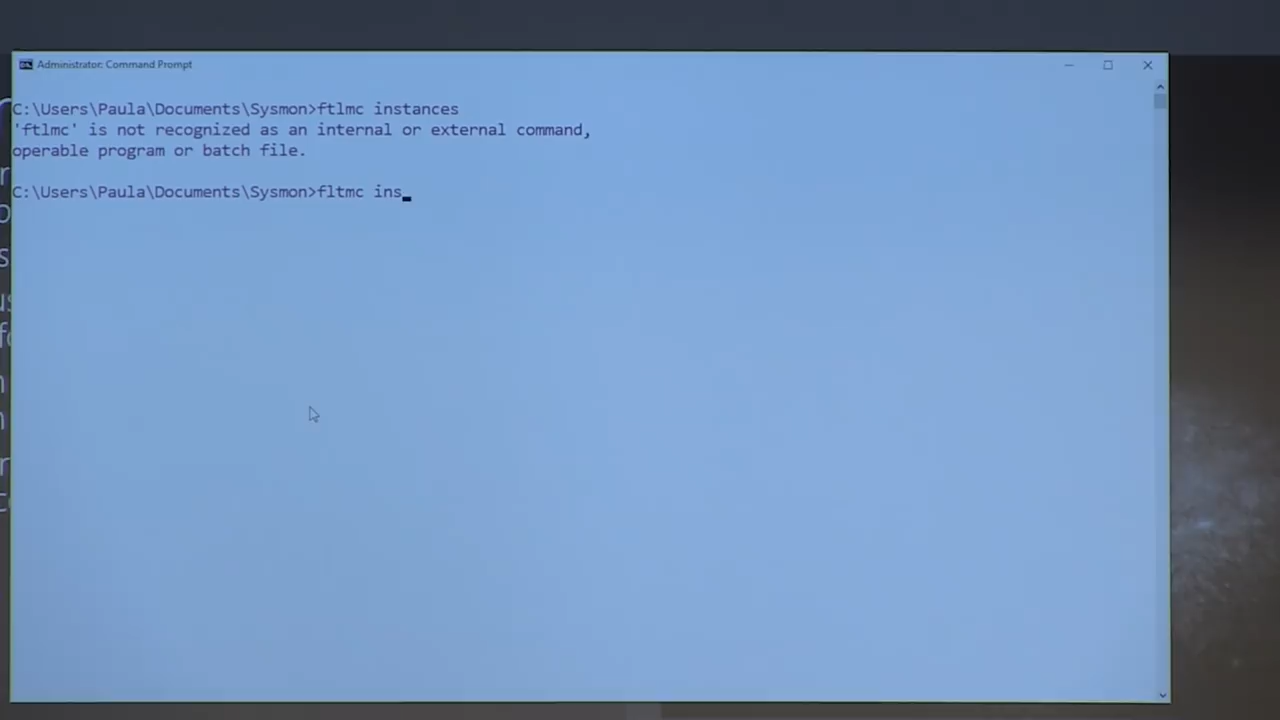 Administrator: Command Prompt
C:\Users\Paula\Documents\Sysmon>ftlmc instances
'ftlmc' is not recognized as an internal or external command,
operable program or batch file.
C:\Users\Paula\Documents\Sysmon>fltmc ins